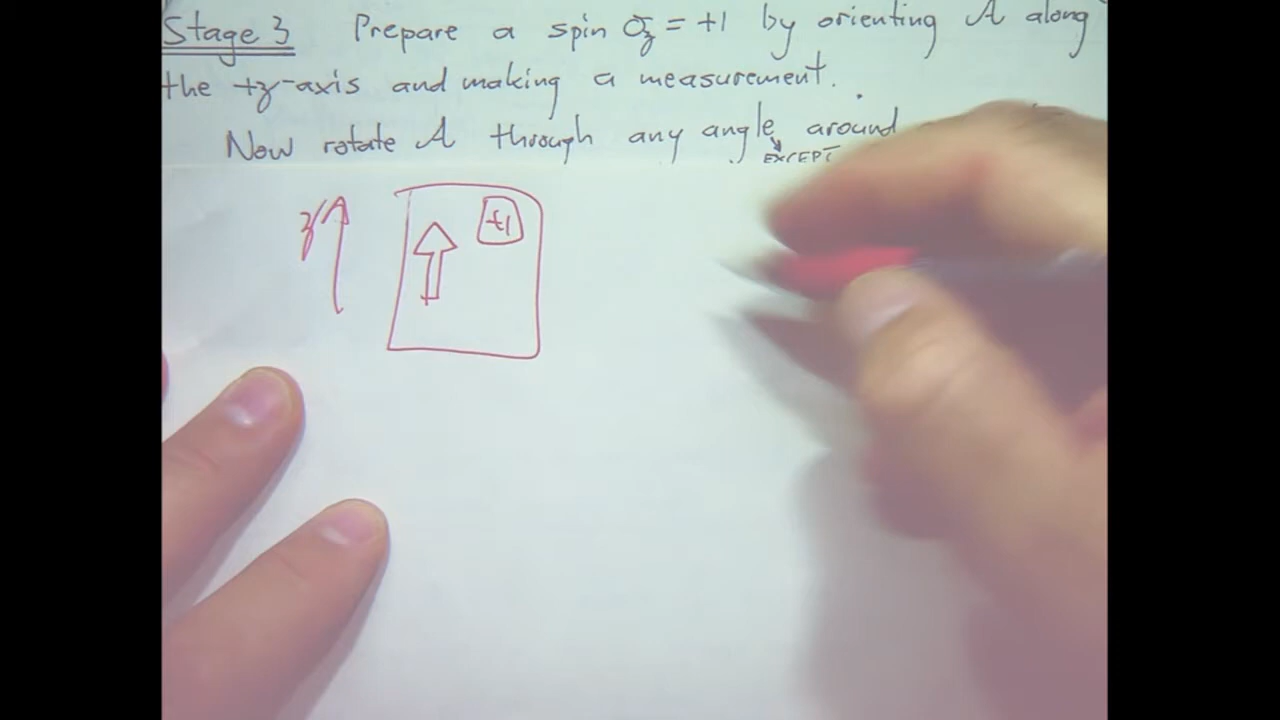 Stage 3 Prepare a spin σz = +1 by orienting A along
the +z-axis and making a measurement.
Now rotate A through any angle around
EXCEPT
z
+1